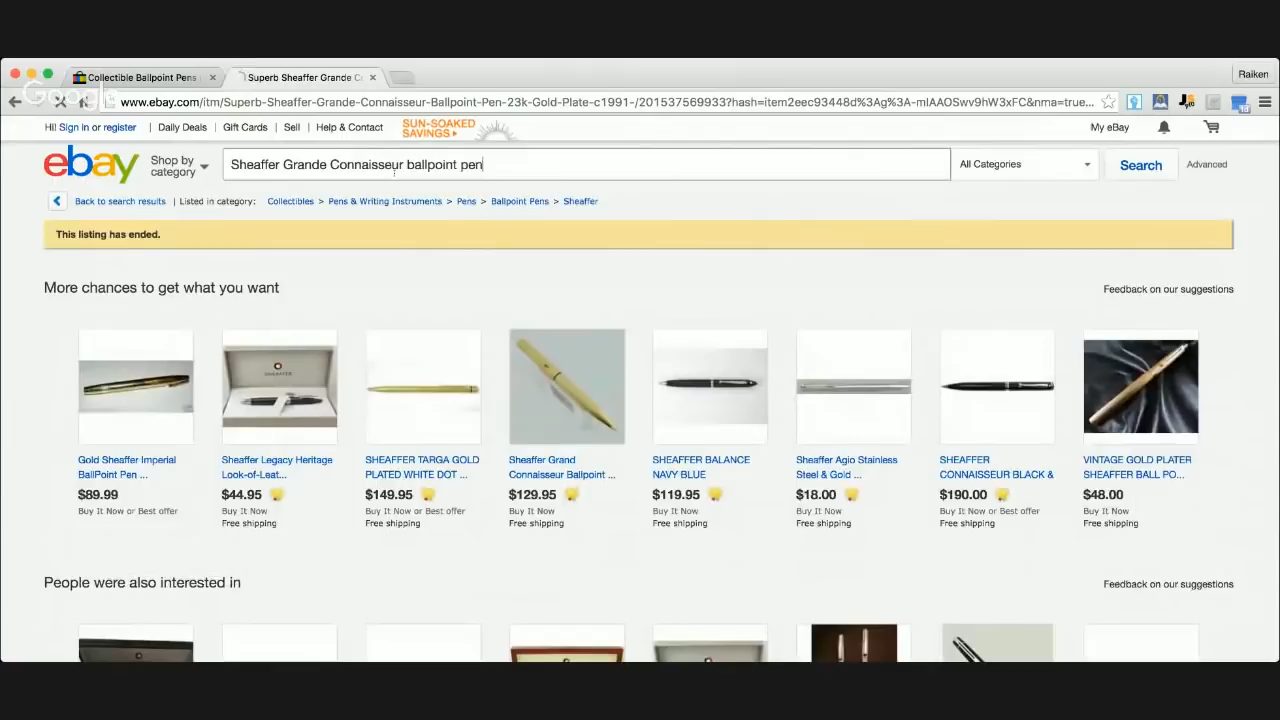 Collectible Ballpoint Pens
Superb Sheaffer Grande C
Raiken
Google
www.ebay.com/itm/Superb-Sheaffer-Grande-Connaisseur-Ballpoint-Pen-23k-Gold-Plate-c1991-/201537569933?hash=item2eec93448d%3Ag%3A-mIAAOSwv9hW3xFC&nma=true...
Hi! Sign in or register | Daily Deals | Gift Cards | Sell | Help & Contact
SUN-SOAKED
SAVINGS
My eBay
ebay
Shop by
category
Sheaffer Grande Connaisseur ballpoint pen
All Categories
Search
Advanced
Back to search results | Listed in category: Collectibles > Pens & Writing Instruments > Pens > Ballpoint Pens > Sheaffer
This listing has ended.
More chances to get what you want
Feedback on our suggestions
SHEAFFER
Gold Sheaffer Imperial
BallPoint Pen ...
$89.99
Buy It Now or Best offer
Sheaffer Legacy Heritage
Look-of-Leat...
$44.95
Buy It Now
Free shipping
SHEAFFER TARGA GOLD
PLATED WHITE DOT ...
$149.95
Buy It Now or Best offer
Free shipping
Sheaffer Grand
Connaisseur Ballpoint ...
$129.95
Buy It Now
Free shipping
SHEAFFER BALANCE
NAVY BLUE
$119.95
Buy It Now
Free shipping
Sheaffer Agio Stainless
Steel & Gold ...
$18.00
Buy It Now
Free shipping
SHEAFFER
CONNAISSEUR BLACK &
$190.00
Buy It Now or Best offer
Free shipping
VINTAGE GOLD PLATER
SHEAFFER BALL PO...
$48.00
Buy It Now
Free shipping
People were also interested in
Feedback on our suggestions